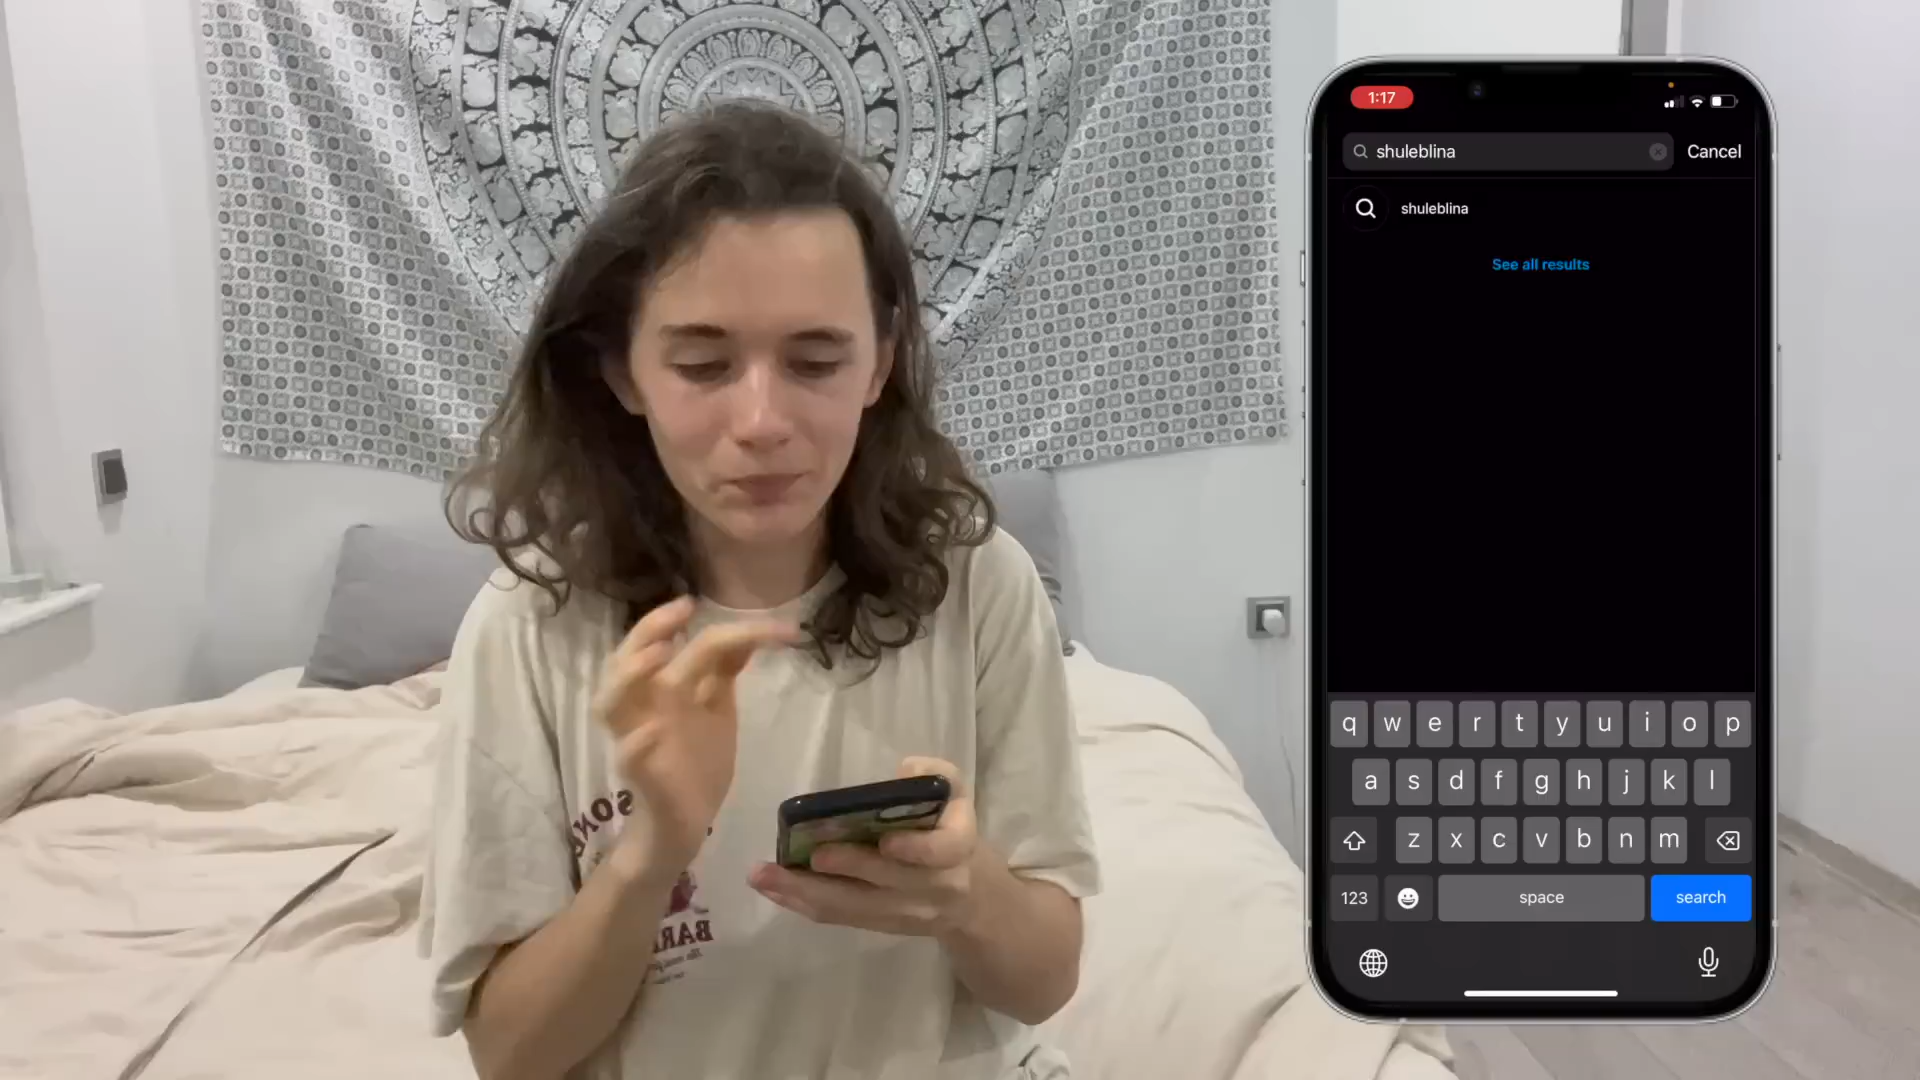 1:17
shuleblina
Cancel
shuleblina
See all results
q w e r t y u i o p
a s d f g h j k l
z x c v b n m
123
space
search